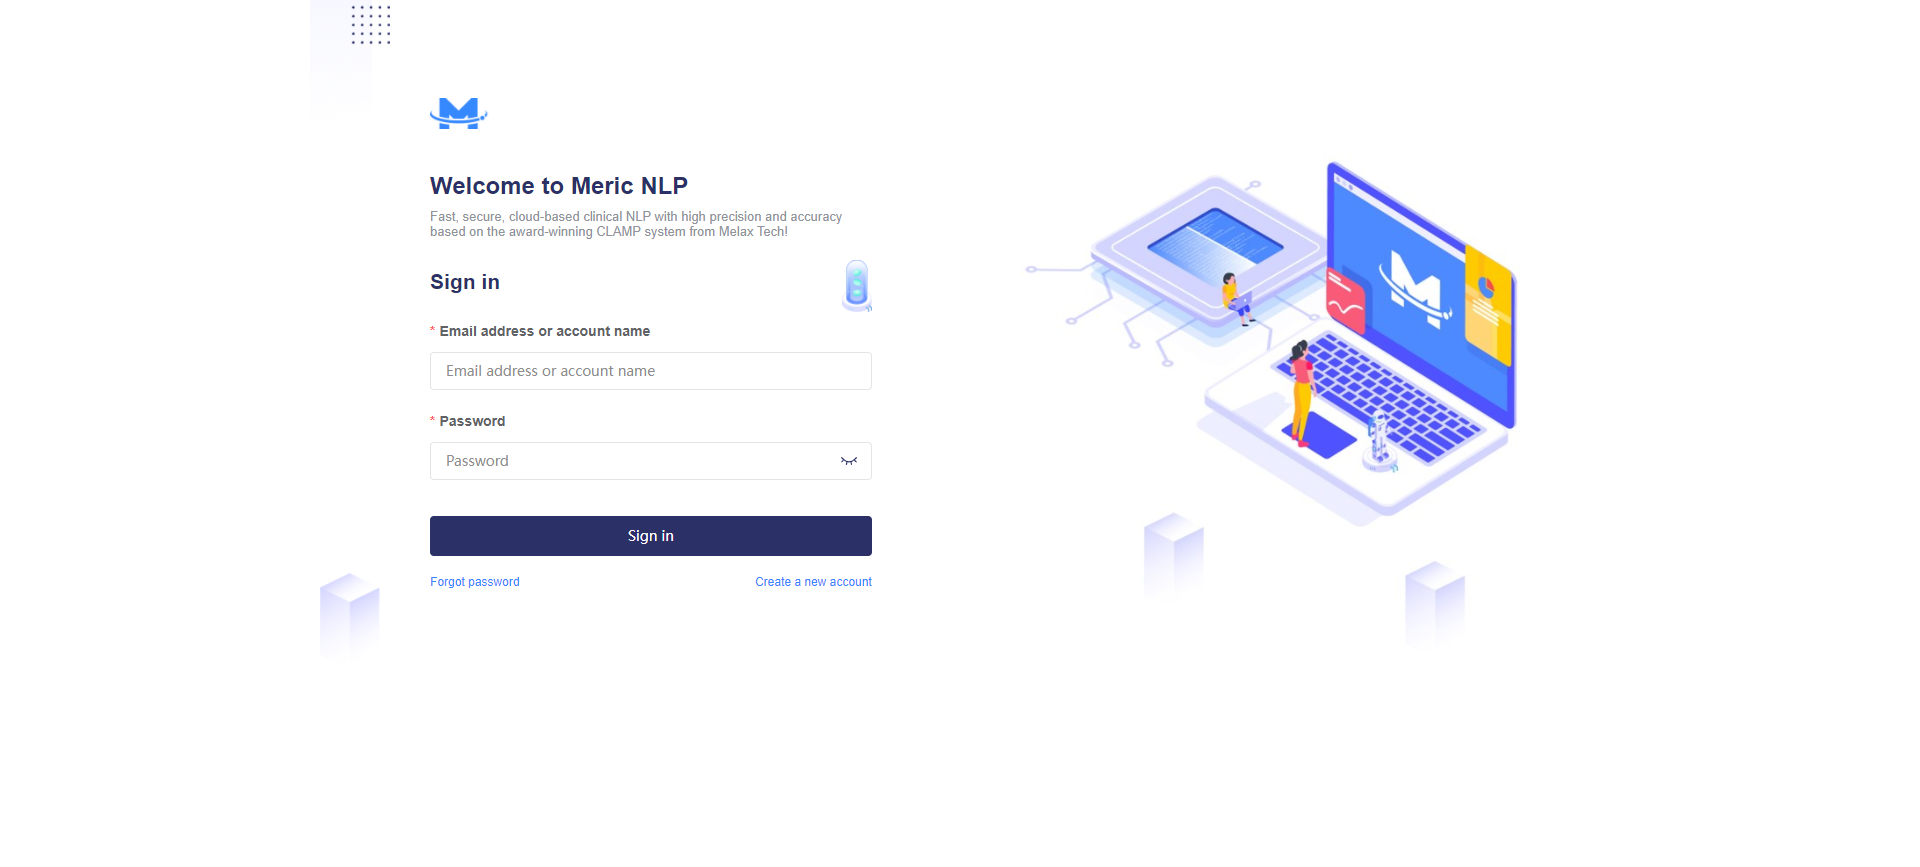 Welcome to Meric NLP
Fast, secure, cloud-based clinical NLP with high precision and accuracy
based on the award-winning CLAMP system from Melax Tech!
Sign in
* Email address or account name
Email address or account name
* Password
Password
Sign in
Forgot password
Create a new account